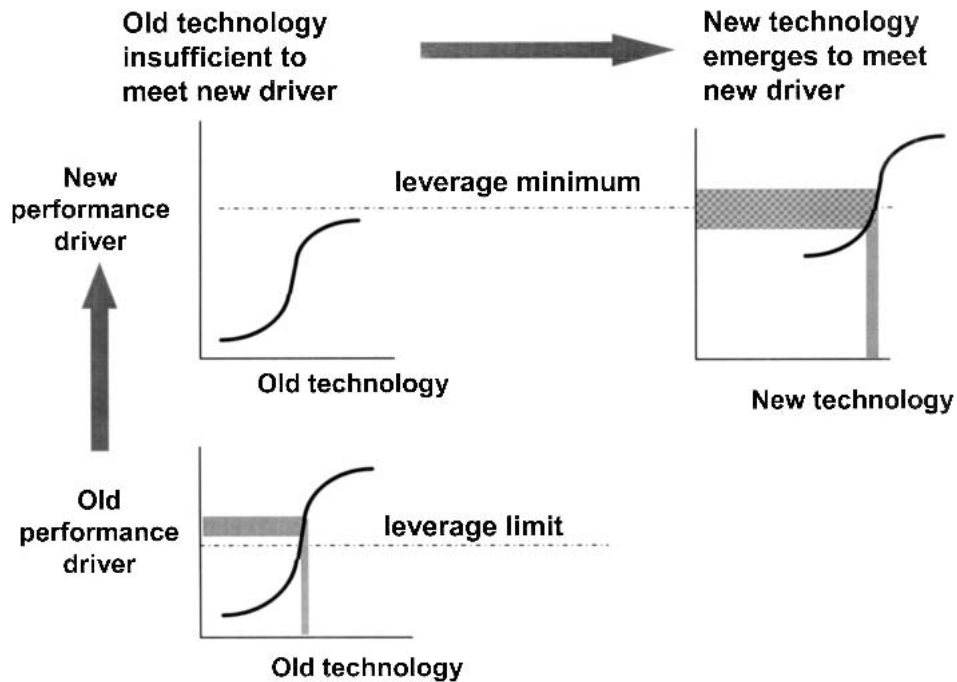 Old technology
insufficient to
meet new driver
New technology
emerges to meet
new driver
New
performance
driver
leverage minimum
Old technology
New technology
Old
performance
driver
leverage limit
Old technology